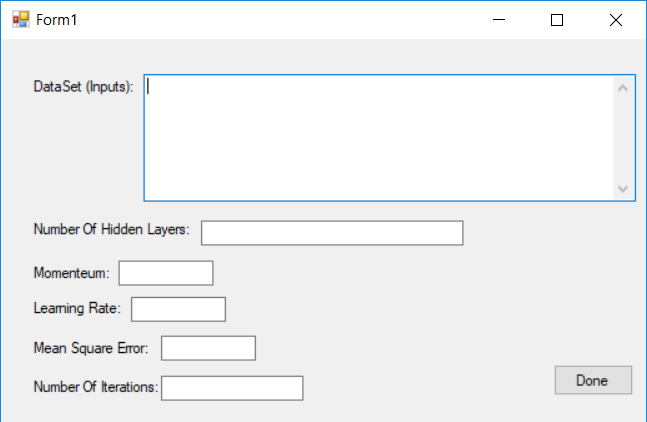 Form1
DataSet (Inputs):
Number Of Hidden Layers:
Momenteum:
Learning Rate:
Mean Square Error:
Number Of Iterations:
Done